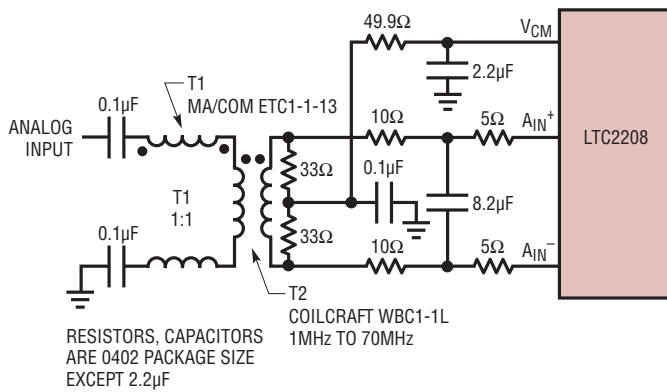 49.9Ω
VCM
2.2µF
T1
MA/COM ETC1-1-13
0.1µF
ANALOG
INPUT
10Ω
5Ω
AIN+
LTC2208
33Ω
0.1µF
T1
1:1
8.2µF
0.1µF
33Ω
10Ω
5Ω
AIN−
T2
COILCRAFT WBC1-1L
1MHz TO 70MHz
RESISTORS, CAPACITORS
ARE 0402 PACKAGE SIZE
EXCEPT 2.2µF